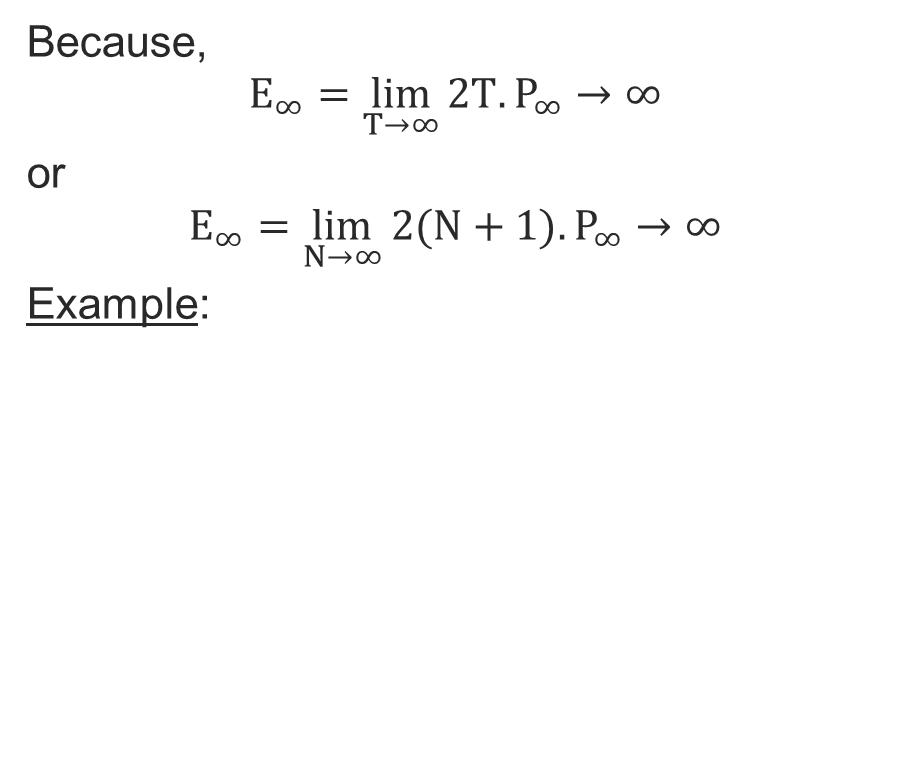 Because,
E∞ = lim T→∞ 2T. P∞ → ∞
or
E∞ = lim N→∞ 2(N + 1). P∞ → ∞
Example: